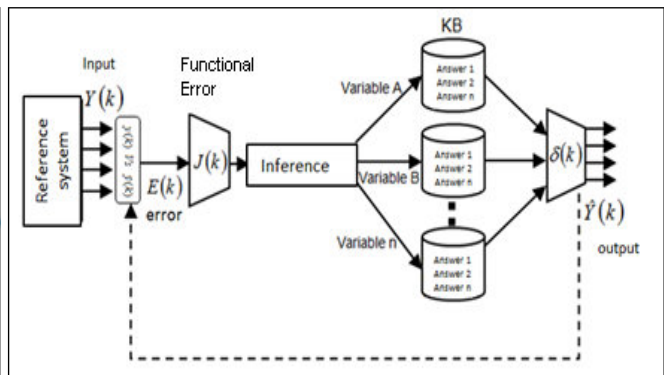 KB
Input
Functional
Error
Y(k)
Reference
system
y(k) Vs ŷ(k)
E(k)
error
J(k)
Inference
Variable A
Variable B
Variable n
Answer 1
Answer 2
Answer n
Answer 1
Answer 2
Answer n
Answer 1
Answer 2
Answer n
δ(k)
Ŷ(k)
output